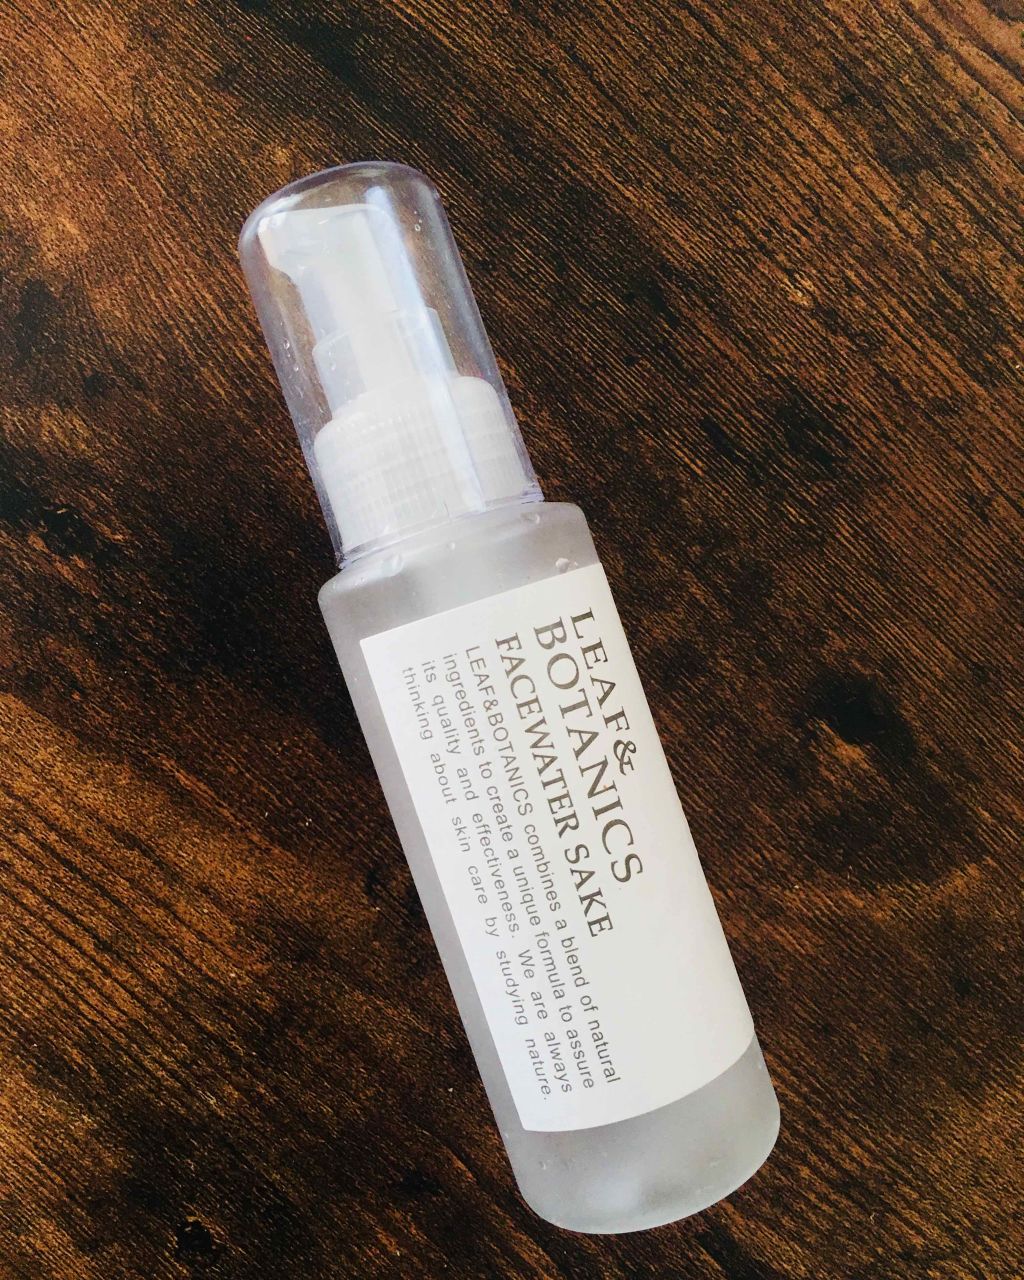 LEAF&
BOTANICS
FACEWATER SAKE
LEAF&BOTANICS combines a blend of natural
ingredients to create a unique formula to assure
its quality and effectiveness. We are always
thinking about skin care by studying nature.